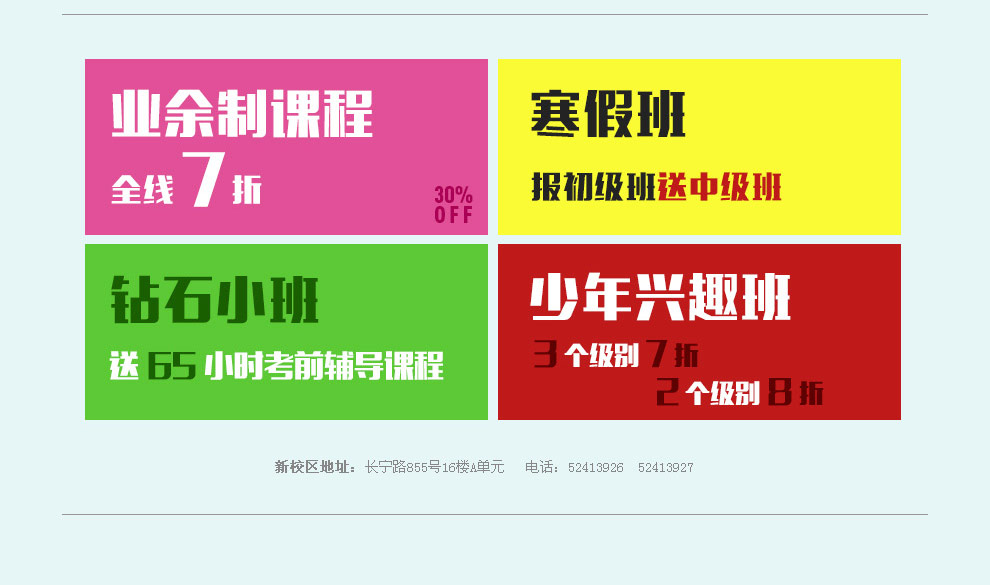 业余制课程
全线 7 折
30%
OFF
寒假班
报初级班送中级班
钻石小班
送 65 小时考前辅导课程
少年兴趣班
3 个级别 7 折
2 个级别 8 折
新校区地址：长宁路855号16楼A单元 电话：52413926 52413927